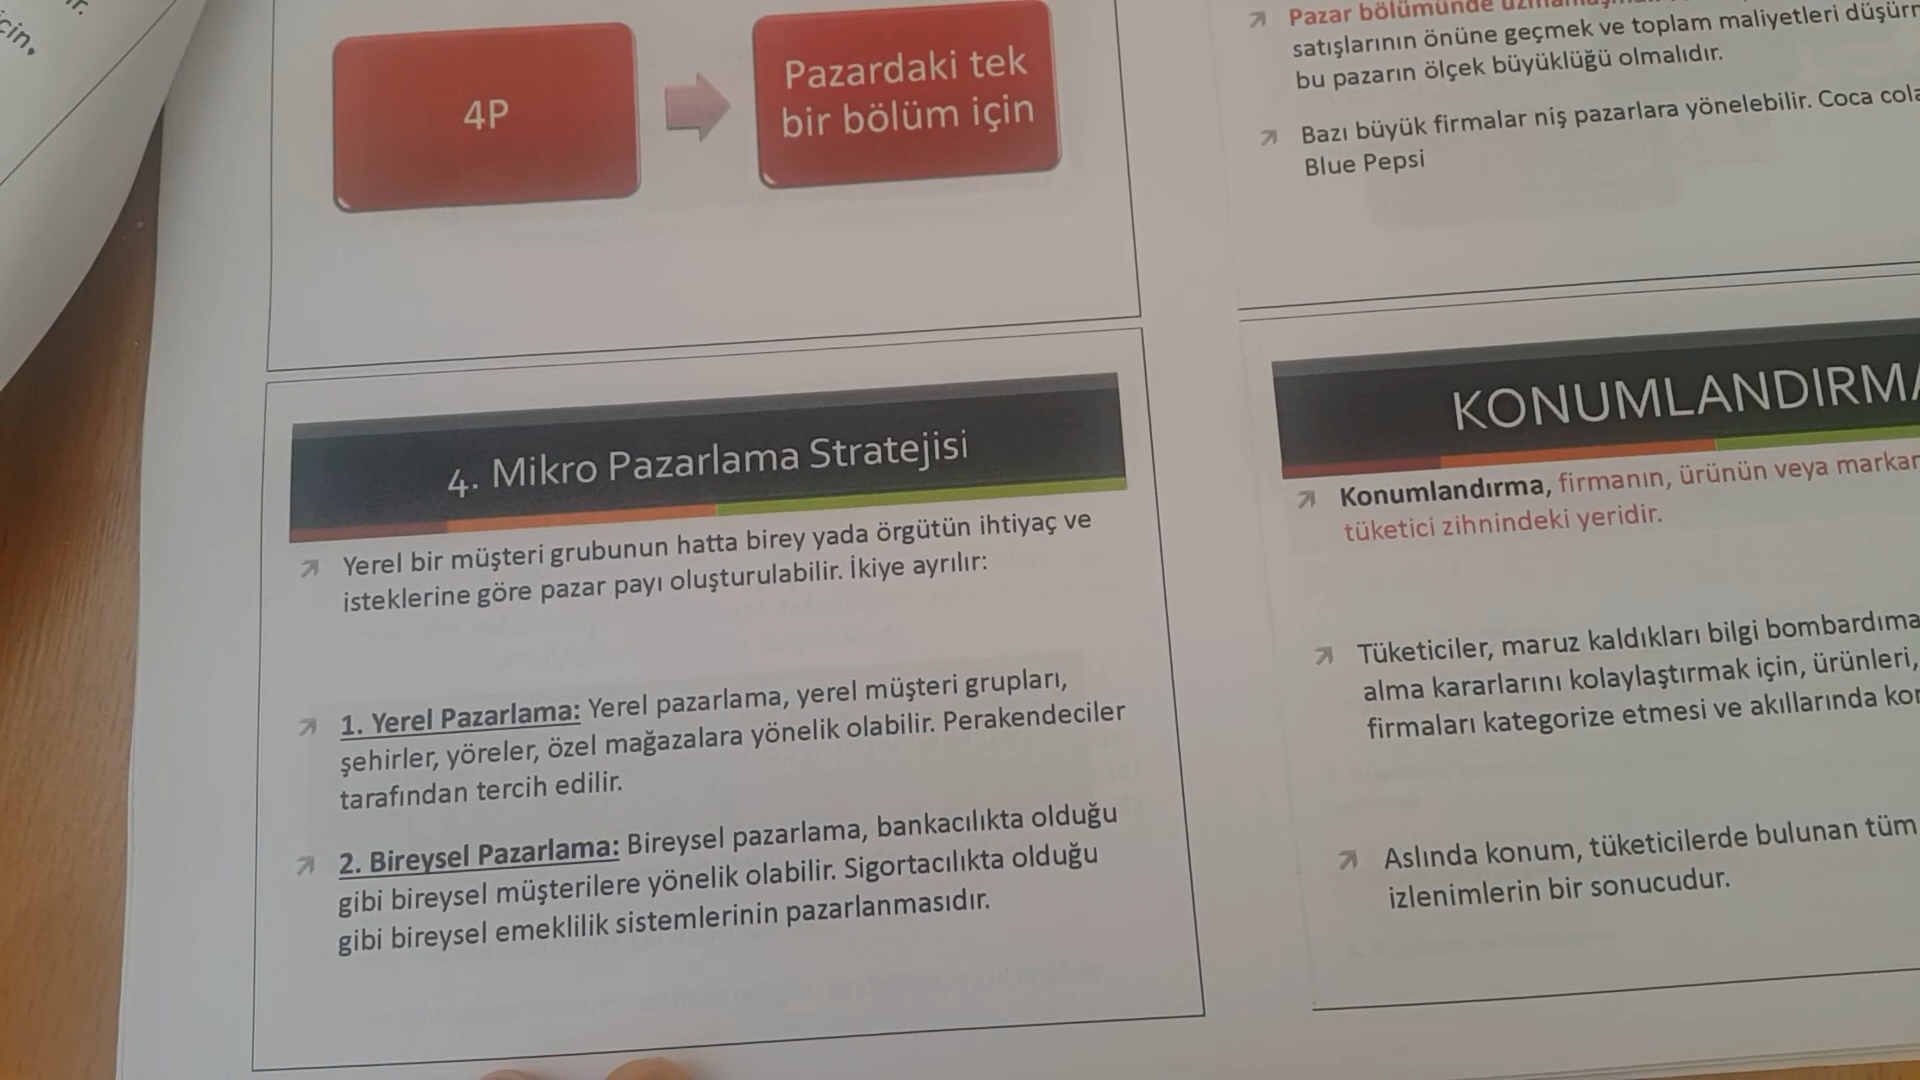 için,
4P
Pazardaki tek
bir bölüm için
Pazar bölümünde
satışlarının önüne geçmek ve toplam maliyetleri
bu pazarın ölçek büyüklüğü olmalıdır.
Bazı büyük firmalar niş pazarlara yönelebilir. Coca cola
Blue Pepsi
4. Mikro Pazarlama Stratejisi
Yerel bir müşteri grubunun hatta birey yada örgütün ihtiyaç ve
isteklerine göre pazar payı oluşturulabilir. İkiye ayrılır:
1. Yerel Pazarlama: Yerel pazarlama, yerel müşteri grupları,
şehirler, yöreler, özel mağazalara yönelik olabilir. Perakendeciler
tarafından tercih edilir.
2. Bireysel Pazarlama: Bireysel pazarlama, bankacılıkta olduğu
gibi bireysel müşterilere yönelik olabilir. Sigortacılıkta olduğu
gibi bireysel emeklilik sistemlerinin pazarlanmasıdır.
KONUMLANDIRMA
Konumlandırma, firmanın, ürünün veya
tüketici zihnindeki yeridir.
Tüketiciler, maruz kaldıkları bilgi
alma kararlarını kolaylaştırmak için, ürünleri,
firmaları kategorize etmesi ve akıllarında
Aslında konum, tüketicilerde bulunan tüm
izlenimlerin bir sonucudur.